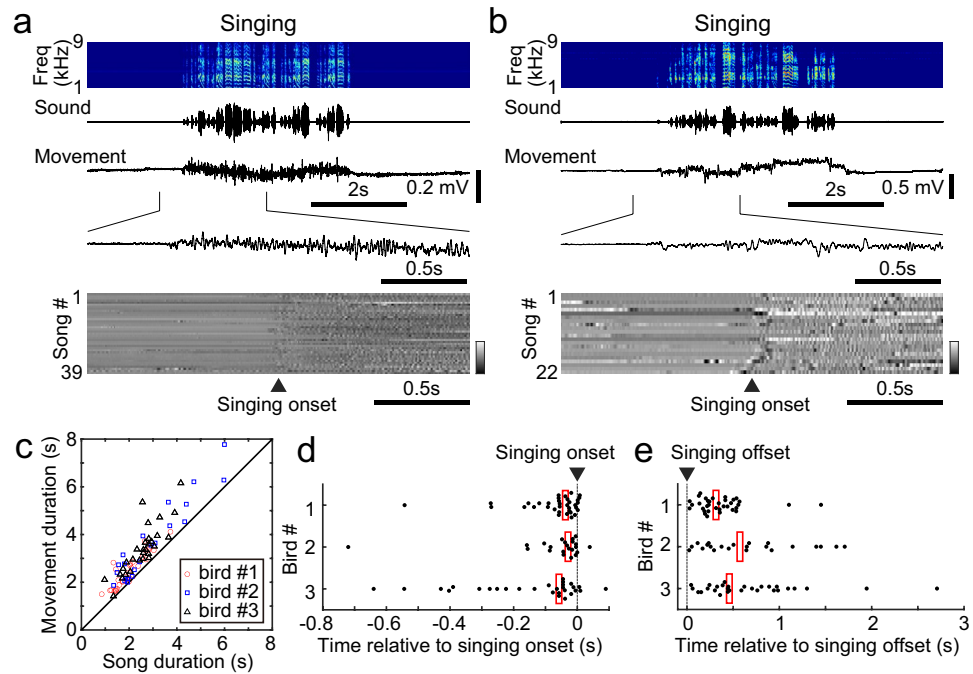 a
Singing
9
Freq
(kHz)
1
Sound
Movement
2s
0.2 mV
0.5s
1
Song #
39
0.5s
Singing onset
b
Singing
9
Freq
(kHz)
1
Sound
Movement
2s
0.5 mV
0.5s
1
Song #
22
0.5s
Singing onset
c
Movement duration (s)
8
6
4
2
0
0 2 4 6 8
Song duration (s)
bird #1
bird #2
bird #3
d
Singing onset
Bird #
1
2
3
-0.8 -0.6 -0.4 -0.2 0
Time relative to singing onset (s)
e
Singing offset
Bird #
1
2
3
0 1 2 3
Time relative to singing offset (s)